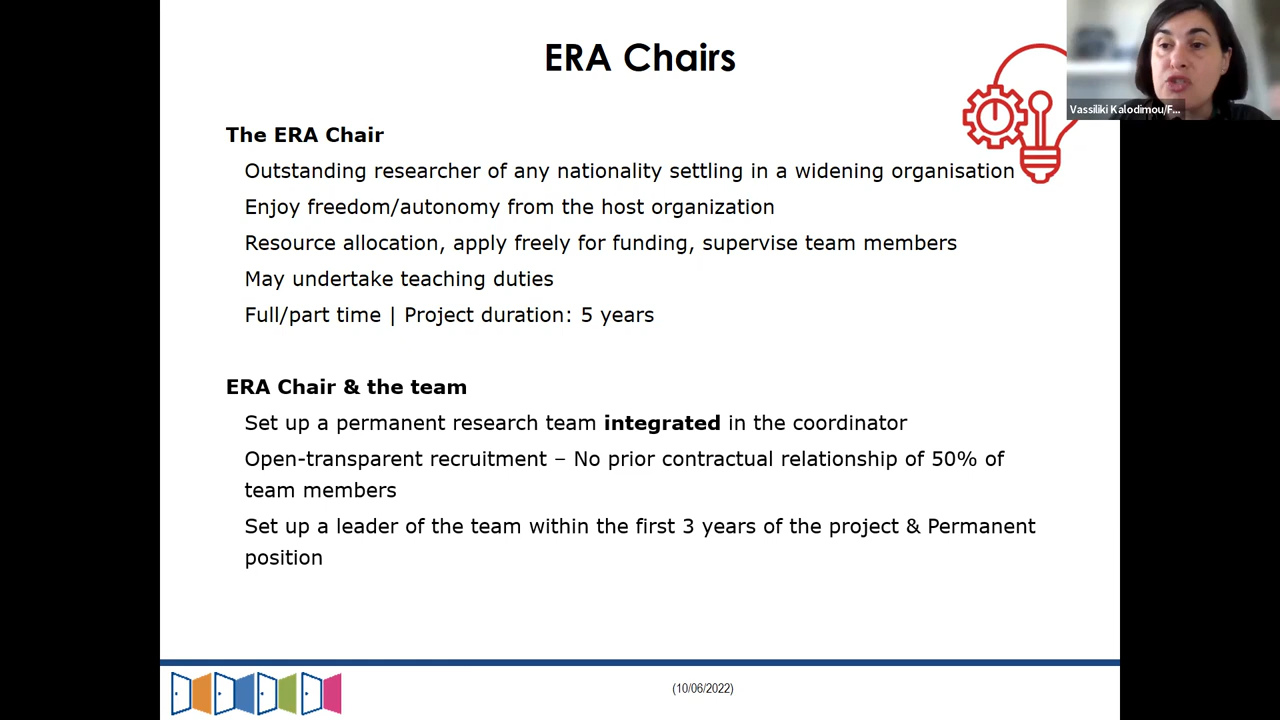 ERA Chairs
Vassiliki Kalodimou/F...
The ERA Chair
Outstanding researcher of any nationality settling in a widening organisation
Enjoy freedom/autonomy from the host organization
Resource allocation, apply freely for funding, supervise team members
May undertake teaching duties
Full/part time | Project duration: 5 years
ERA Chair & the team
Set up a permanent research team integrated in the coordinator
Open-transparent recruitment – No prior contractual relationship of 50% of
team members
Set up a leader of the team within the first 3 years of the project & Permanent
position
(10/06/2022)